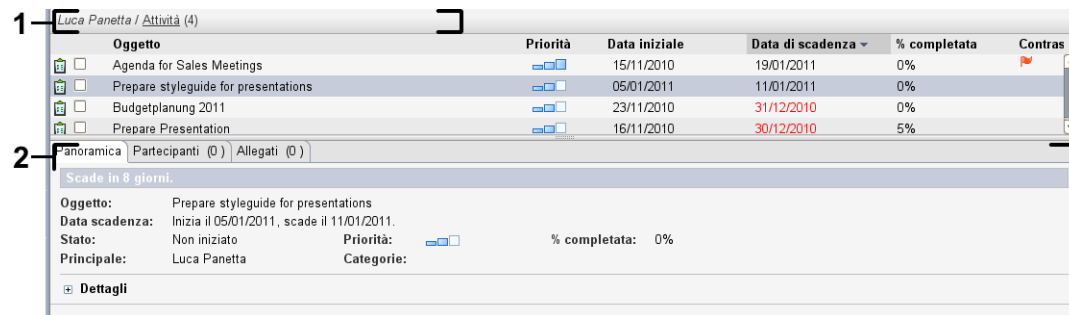 1
Luca Panetta / Attività (4)
Oggetto Priorità Data iniziale Data di scadenza % completata Contras
Agenda for Sales Meetings 15/11/2010 19/01/2011 0%
Prepare styleguide for presentations 05/01/2011 11/01/2011 0%
Budgetplanung 2011 23/11/2010 31/12/2010 0%
Prepare Presentation 16/11/2010 30/12/2010 5%
2
Panoramica Partecipanti (0) Allegati (0)
Scade in 8 giorni.
Oggetto: Prepare styleguide for presentations
Data scadenza: Inizia il 05/01/2011, scade il 11/01/2011.
Stato: Non iniziato Priorità: % completata: 0%
Principale: Luca Panetta Categorie:
Dettagli